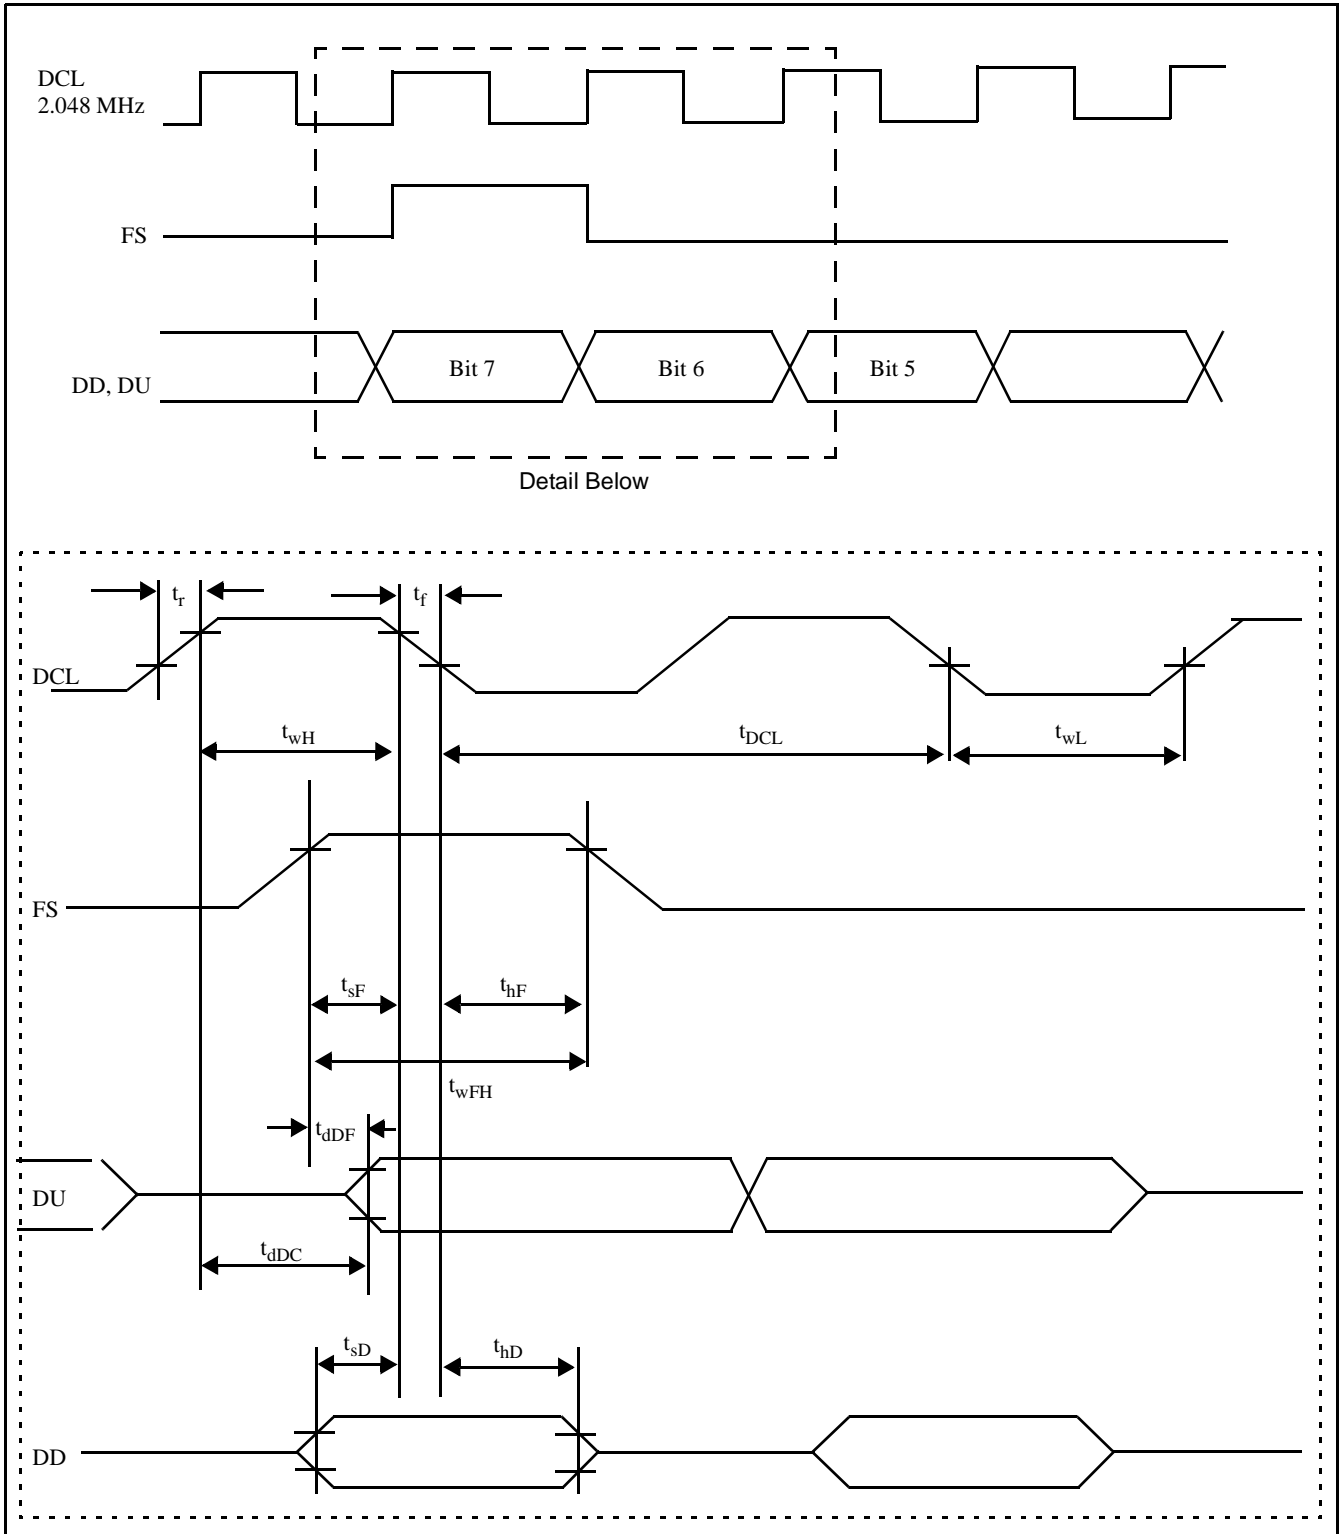 DCL
2.048 MHz
FS
DD, DU
Bit 7
Bit 6
Bit 5
Detail Below
tr
tf
DCL
twH
tDCL
twL
FS
tsF
thF
twFH
tdDF
DU
tdDC
tsD
thD
DD